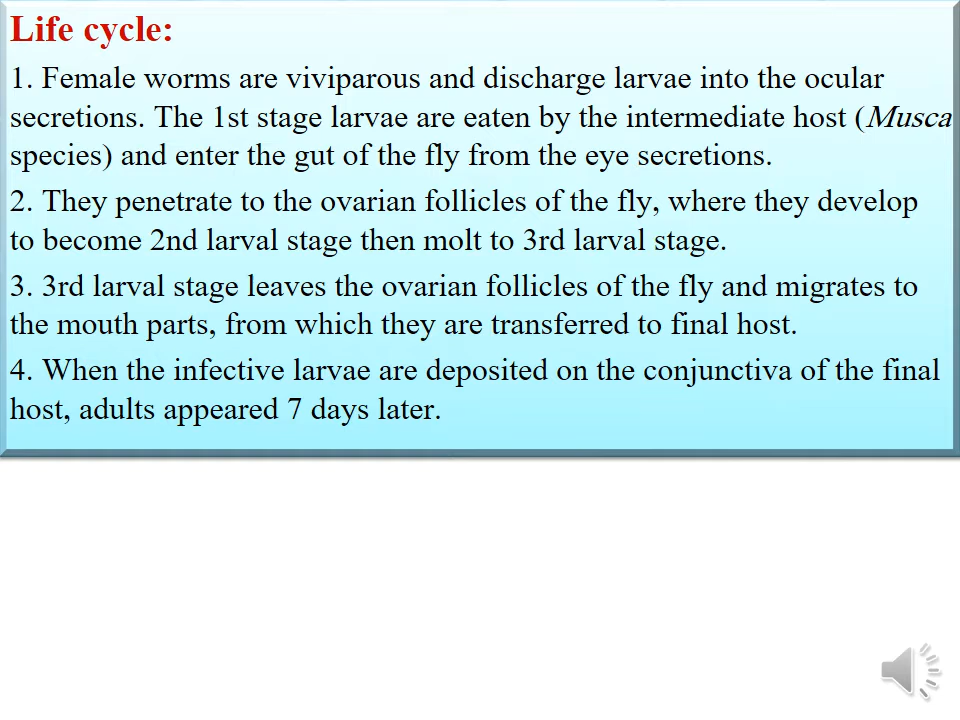 Life cycle:
1. Female worms are viviparous and discharge larvae into the ocular
secretions. The 1st stage larvae are eaten by the intermediate host (Musca
species) and enter the gut of the fly from the eye secretions.
2. They penetrate to the ovarian follicles of the fly, where they develop
to become 2nd larval stage then molt to 3rd larval stage.
3. 3rd larval stage leaves the ovarian follicles of the fly and migrates to
the mouth parts, from which they are transferred to final host.
4. When the infective larvae are deposited on the conjunctiva of the final
host, adults appeared 7 days later.